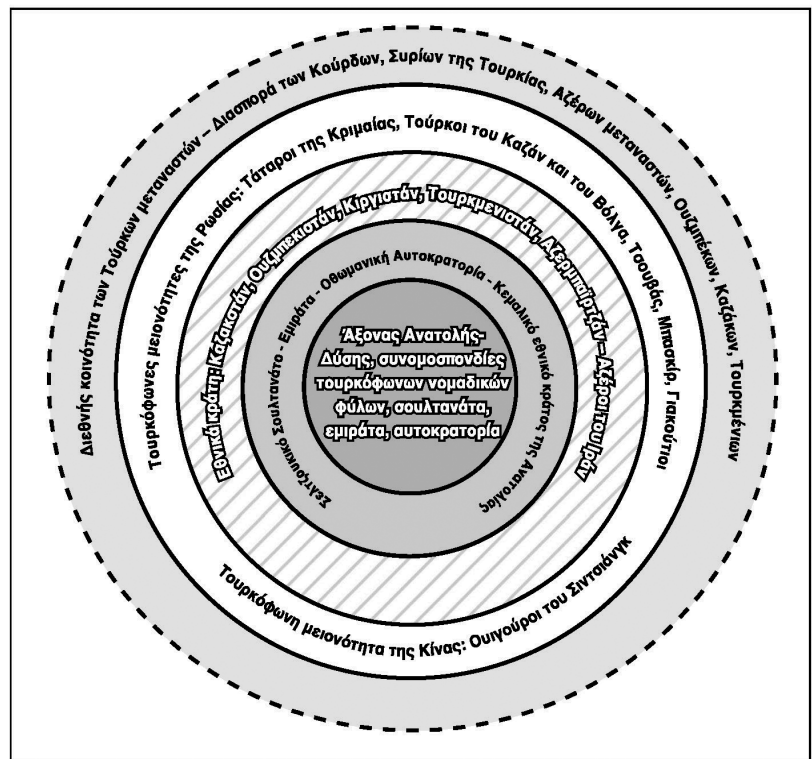 Διεθνής κοινότητα των Τούρκων μεταναστών – Διασπορά των Κούρδων, Συρίων της Τουρκίας, Αζέρων μεταναστών, Ουζμπέκων, Καζάκων, Τουρκμένιων
Τουρκόφωνες μειονότητες της Ρωσίας: Τάταροι της Κριμαίας, Τούρκοι του Καζάν και του Βόλγα, Τσουβάς, Μπασκίρ, Γιακούτιοι
Εθνικά κράτη: Καζακστάν, Ουζμπεκιστάν, Κιργιστάν, Τουρκμενιστάν, Αζερμπαϊτζάν – Αζέροι του Ιράν
Σελτζουκικό Σουλτανάτο - Εμιράτα - Οθωμανική Αυτοκρατορία - Κεμαλικό εθνικό κράτος της Ανατολίας
Άξονας Ανατολής-
Δύσης, συνομοσπονδίες
τουρκόφωνων νομαδικών
φύλων, σουλτανάτα,
εμιράτα, αυτοκρατορία
Τουρκόφωνη μειονότητα της Κίνας: Ουιγούροι του Σιντσιάνγκ